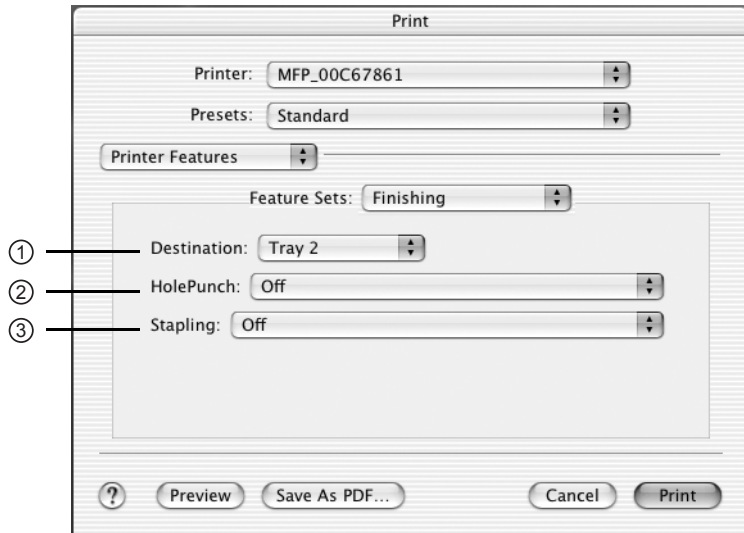 Print
Printer: MFP_00C67861
Presets: Standard
Printer Features
Feature Sets: Finishing
① Destination: Tray 2
② HolePunch: Off
③ Stapling: Off
? Preview Save As PDF... Cancel Print